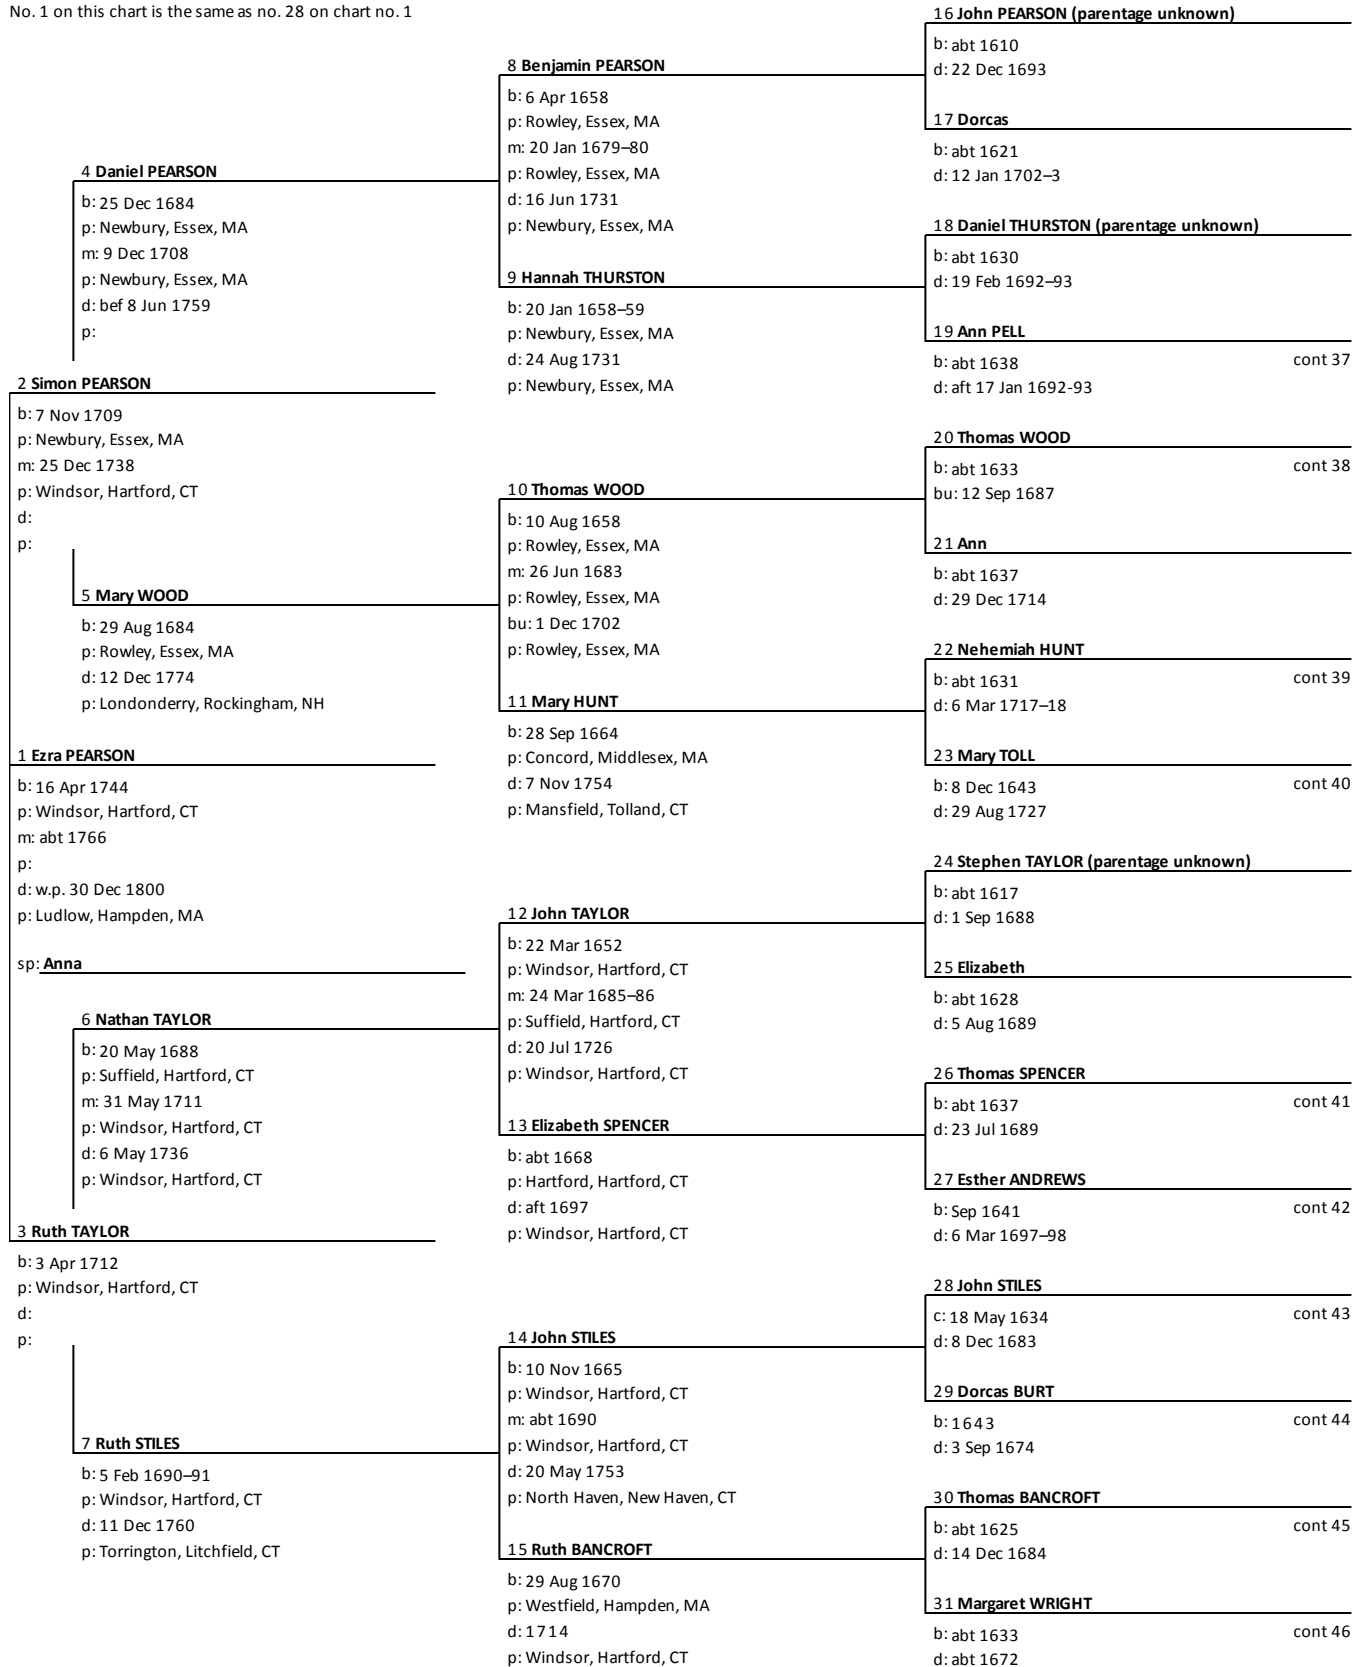 No. 1 on this chart is the same as no. 28 on chart no. 1
16 John PEARSON (parentage unknown)
b: abt 1610
d: 22 Dec 1693
8 Benjamin PEARSON
b: 6 Apr 1658
p: Rowley, Essex, MA
m: 20 Jan 1679–80
p: Rowley, Essex, MA
d: 16 Jun 1731
p: Newbury, Essex, MA
17 Dorcas
b: abt 1621
d: 12 Jan 1702–3
4 Daniel PEARSON
b: 25 Dec 1684
p: Newbury, Essex, MA
m: 9 Dec 1708
p: Newbury, Essex, MA
d: bef 8 Jun 1759
p:
18 Daniel THURSTON (parentage unknown)
b: abt 1630
d: 19 Feb 1692–93
9 Hannah THURSTON
b: 20 Jan 1658–59
p: Newbury, Essex, MA
d: 24 Aug 1731
p: Newbury, Essex, MA
19 Ann PELL
b: abt 1638 cont 37
d: aft 17 Jan 1692-93
2 Simon PEARSON
b: 7 Nov 1709
p: Newbury, Essex, MA
m: 25 Dec 1738
p: Windsor, Hartford, CT
d:
p:
20 Thomas WOOD
b: abt 1633 cont 38
bu: 12 Sep 1687
10 Thomas WOOD
b: 10 Aug 1658
p: Rowley, Essex, MA
m: 26 Jun 1683
p: Rowley, Essex, MA
bu: 1 Dec 1702
p: Rowley, Essex, MA
21 Ann
b: abt 1637
d: 29 Dec 1714
5 Mary WOOD
b: 29 Aug 1684
p: Rowley, Essex, MA
d: 12 Dec 1774
p: Londonderry, Rockingham, NH
22 Nehemiah HUNT
b: abt 1631 cont 39
d: 6 Mar 1717–18
11 Mary HUNT
b: 28 Sep 1664
p: Concord, Middlesex, MA
d: 7 Nov 1754
p: Mansfield, Tolland, CT
23 Mary TOLL
b: 8 Dec 1643 cont 40
d: 29 Aug 1727
1 Ezra PEARSON
b: 16 Apr 1744
p: Windsor, Hartford, CT
m: abt 1766
p:
d: w.p. 30 Dec 1800
p: Ludlow, Hampden, MA
sp: Anna
24 Stephen TAYLOR (parentage unknown)
b: abt 1617
d: 1 Sep 1688
12 John TAYLOR
b: 22 Mar 1652
p: Windsor, Hartford, CT
m: 24 Mar 1685–86
p: Suffield, Hartford, CT
d: 20 Jul 1726
p: Windsor, Hartford, CT
25 Elizabeth
b: abt 1628
d: 5 Aug 1689
6 Nathan TAYLOR
b: 20 May 1688
p: Suffield, Hartford, CT
m: 31 May 1711
p: Windsor, Hartford, CT
d: 6 May 1736
p: Windsor, Hartford, CT
26 Thomas SPENCER
b: abt 1637 cont 41
d: 23 Jul 1689
13 Elizabeth SPENCER
b: abt 1668
p: Hartford, Hartford, CT
d: aft 1697
p: Windsor, Hartford, CT
27 Esther ANDREWS
b: Sep 1641 cont 42
d: 6 Mar 1697–98
3 Ruth TAYLOR
b: 3 Apr 1712
p: Windsor, Hartford, CT
d:
p:
28 John STILES
c: 18 May 1634 cont 43
d: 8 Dec 1683
14 John STILES
b: 10 Nov 1665
p: Windsor, Hartford, CT
m: abt 1690
p: Windsor, Hartford, CT
d: 20 May 1753
p: North Haven, New Haven, CT
29 Dorcas BURT
b: 1643 cont 44
d: 3 Sep 1674
7 Ruth STILES
b: 5 Feb 1690–91
p: Windsor, Hartford, CT
d: 11 Dec 1760
p: Torrington, Litchfield, CT
30 Thomas BANCROFT
b: abt 1625 cont 45
d: 14 Dec 1684
15 Ruth BANCROFT
b: 29 Aug 1670
p: Westfield, Hampden, MA
d: 1714
p: Windsor, Hartford, CT
31 Margaret WRIGHT
b: abt 1633 cont 46
d: abt 1672